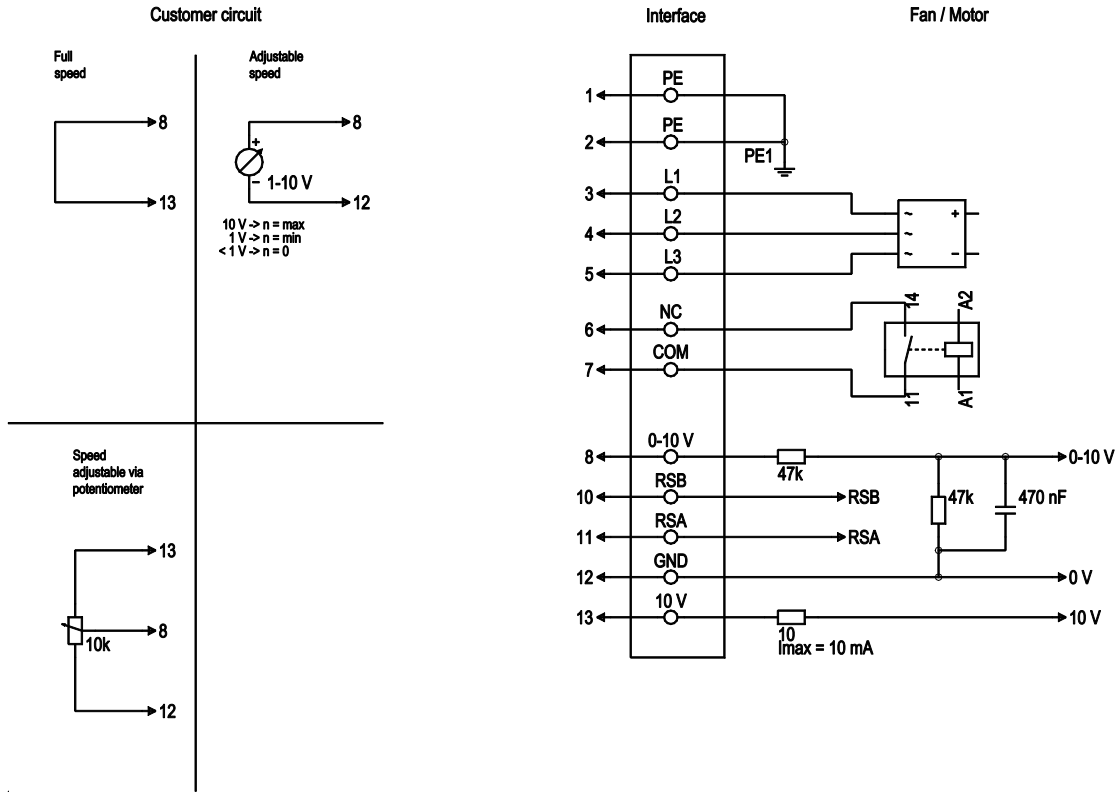 Customer circuit
Interface
Fan / Motor
Full
speed
Adjustable
speed
8
13
8
+
–
1-10 V
12
10 V -> n = max
1 V -> n = min
< 1 V -> n = 0
Speed
adjustable via
potentiometer
13
8
10k
12
1
PE
2
PE
PE1
3
L1
4
L2
5
L3
~
~
~
+
–
6
NC
7
COM
14
A2
11
A1
8
0-10 V
47k
0-10 V
10
RSB
RSB
47k
470 nF
11
RSA
RSA
12
GND
0 V
13
10 V
10
Imax = 10 mA
10 V